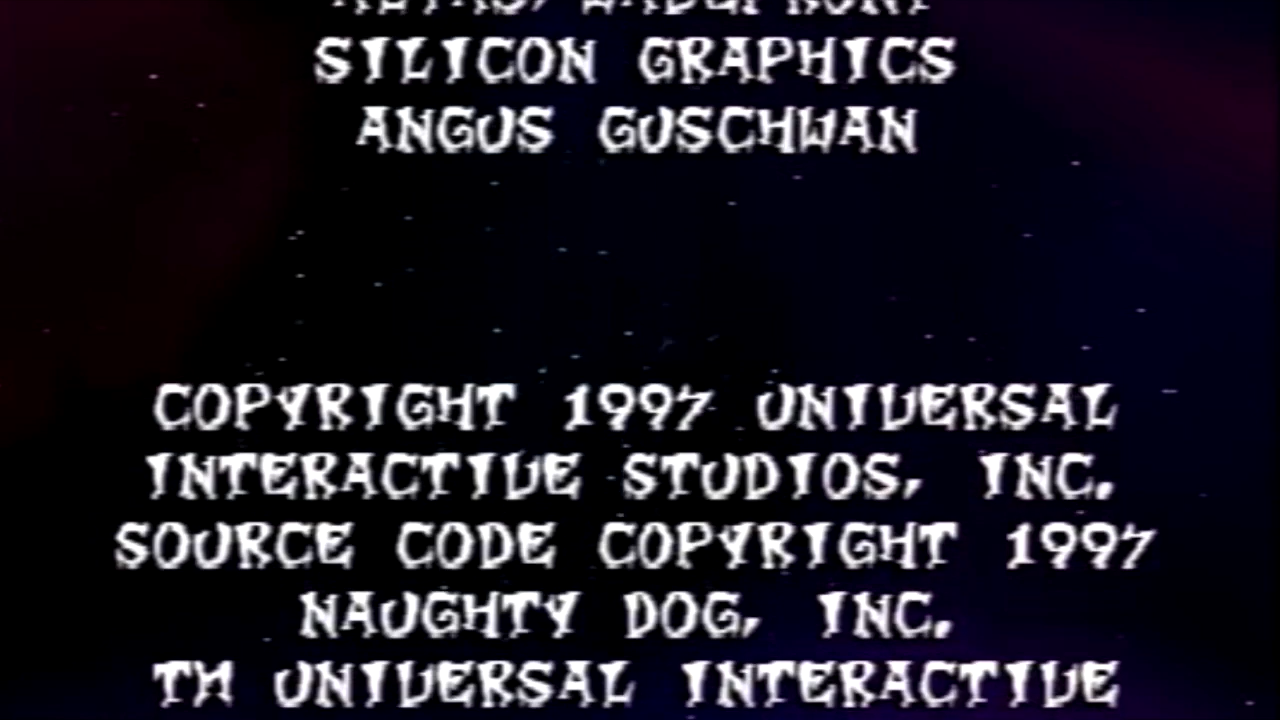 SILICON GRAPHICS
ANGUS GUSCHWAN
COPYRIGHT 1997 UNIVERSAL
INTERACTIVE STUDIOS, INC.
SOURCE CODE COPYRIGHT 1997
NAUGHTY DOG, INC.
TM UNIVERSAL INTERACTIVE